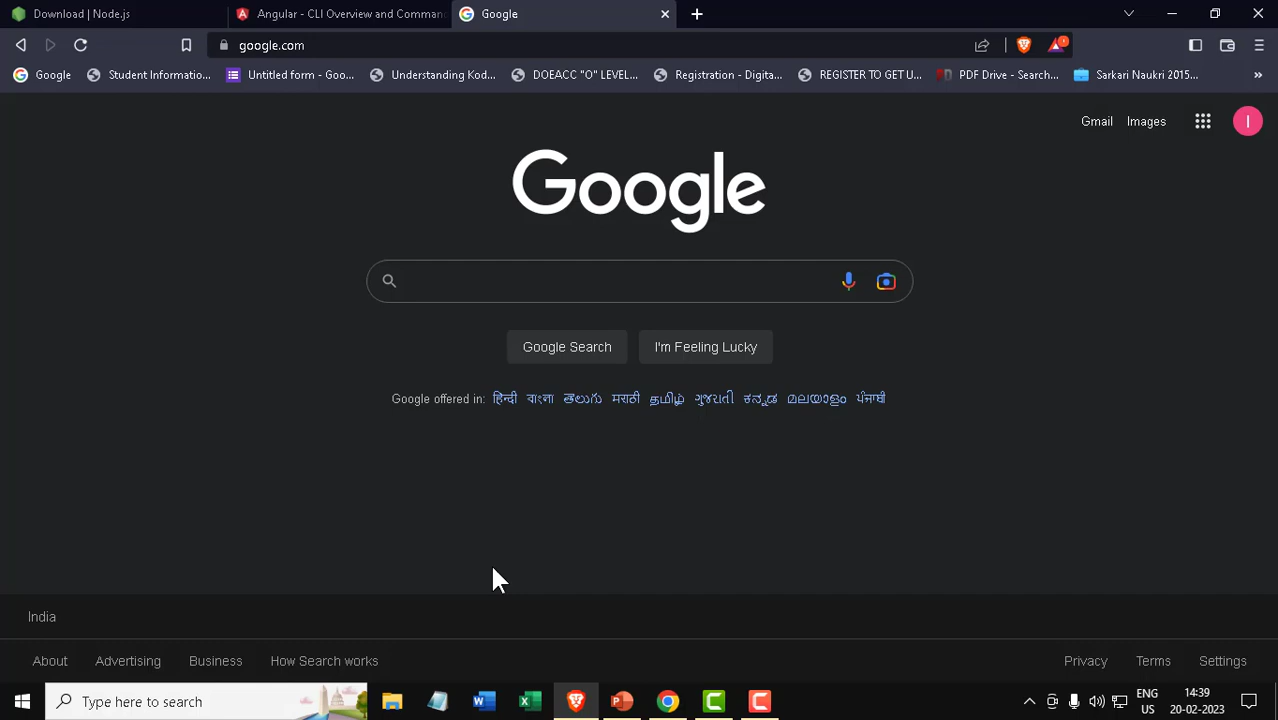 Download | Node.js
Angular - CLI Overview and Comman
Google
google.com
Google
Student Informatio...
Untitled form - Goo...
Understanding Kod...
DOEACC "O" LEVEL...
Registration - Digita...
REGISTER TO GET U...
PDF Drive - Search...
Sarkari Naukri 2015...
»
Gmail Images
I
Google
Google Search
I'm Feeling Lucky
Google offered in: हिन्दी বাংলা తెలుగు मराठी தமிழ் ગુજરાતી ಕನ್ನಡ മലയാളം ਪੰਜਾਬੀ
India
About Advertising Business How Search works
Privacy Terms Settings
Type here to search
ENG
US
14:39
20-02-2023